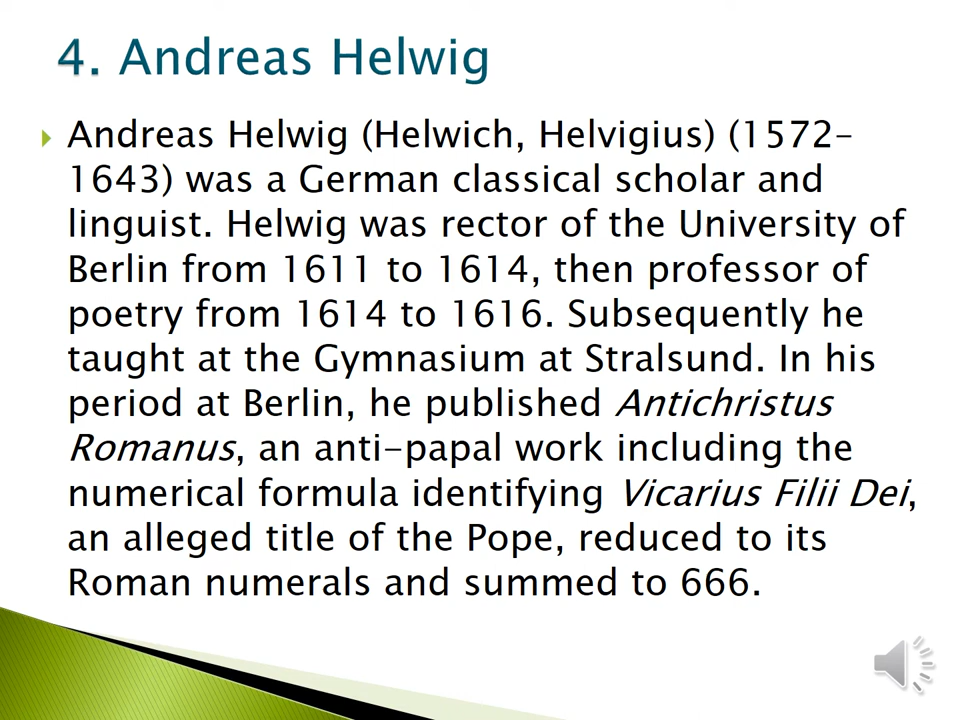 4. Andreas Helwig
Andreas Helwig (Helwich, Helvigius) (1572–
1643) was a German classical scholar and
linguist. Helwig was rector of the University of
Berlin from 1611 to 1614, then professor of
poetry from 1614 to 1616. Subsequently he
taught at the Gymnasium at Stralsund. In his
period at Berlin, he published Antichristus
Romanus, an anti-papal work including the
numerical formula identifying Vicarius Filii Dei,
an alleged title of the Pope, reduced to its
Roman numerals and summed to 666.